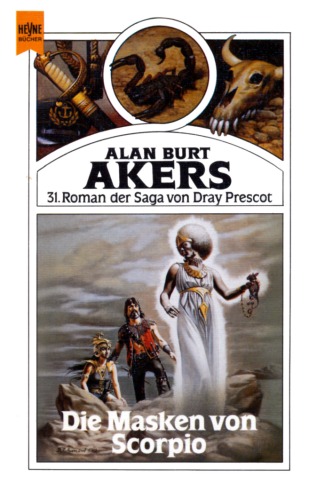 HEYNE
BÜCHER
ALAN BURT
AKERS
31. Roman der Saga von Dray Prescot
Die Masken von
Scorpio